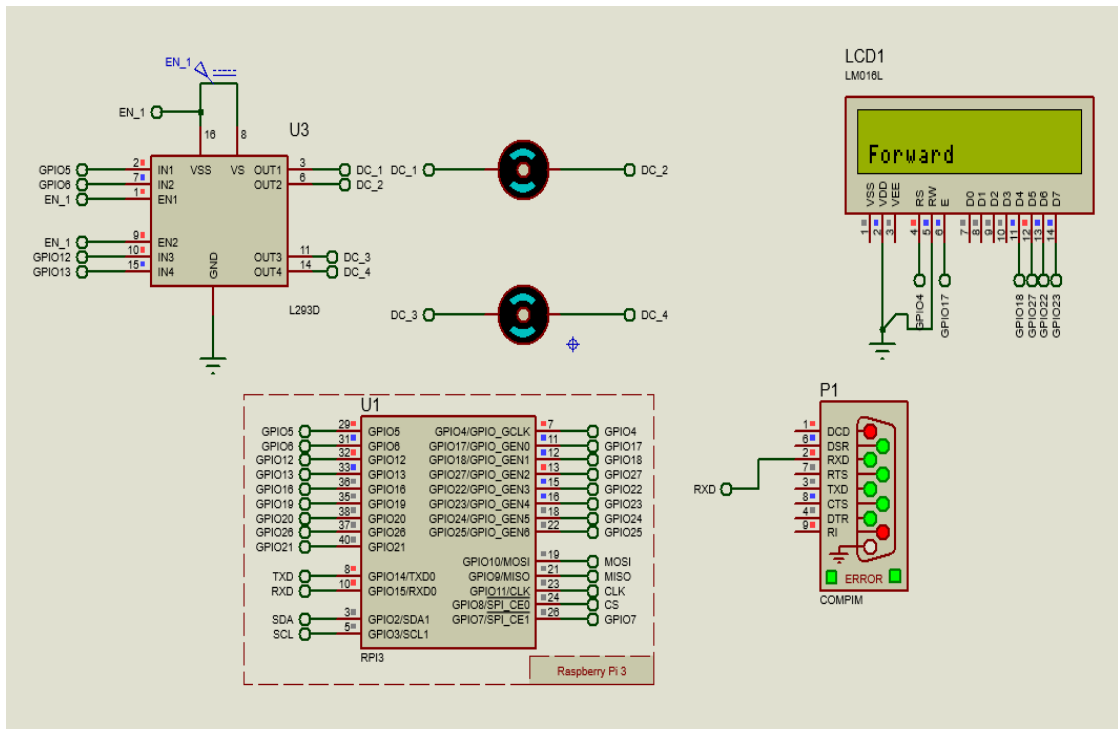 EN_1
EN_1
16
8
U3
GPIO5 2 IN1 VSS VS OUT1 3 DC_1
GPIO6 7 IN2 OUT2 6 DC_2
EN_1 1 EN1
EN_1 9 EN2
GPIO12 10 IN3 GND OUT3 11 DC_3
GPIO13 15 IN4 OUT4 14 DC_4
L293D
DC_1 DC_2
DC_3 DC_4
LCD1
LM016L
Forward
VSS VDD VEE RS RW E D0 D1 D2 D3 D4 D5 D6 D7
1 2 3 4 5 6 7 8 9 10 11 12 13 14
GPIO4 GPIO17 GPIO18 GPIO27 GPIO22 GPIO23
U1
GPIO5 29 GPIO5 GPIO4/GPIO_GCLK 7 GPIO4
GPIO6 31 GPIO6 GPIO17/GPIO_GEN0 11 GPIO17
GPIO12 32 GPIO12 GPIO18/GPIO_GEN1 12 GPIO18
GPIO13 33 GPIO13 GPIO27/GPIO_GEN2 13 GPIO27
GPIO16 36 GPIO16 GPIO22/GPIO_GEN3 15 GPIO22
GPIO19 35 GPIO19 GPIO23/GPIO_GEN4 16 GPIO23
GPIO20 38 GPIO20 GPIO24/GPIO_GEN5 18 GPIO24
GPIO26 37 GPIO26 GPIO25/GPIO_GEN6 22 GPIO25
GPIO21 40 GPIO21
GPIO10/MOSI 19 MOSI
TXD 8 GPIO14/TXD0 GPIO9/MISO 21 MISO
RXD 10 GPIO15/RXD0 GPIO11/CLK 23 CLK
GPIO8/SPI_CE0 24 CS
SDA 3 GPIO2/SDA1 GPIO7/SPI_CE1 26 GPIO7
SCL 5 GPIO3/SCL1
RPI3
Raspberry Pi 3
P1
1 DCD
6 DSR
RXD 2 RXD
7 RTS
3 TXD
8 CTS
4 DTR
9 RI
ERROR
COMPIM